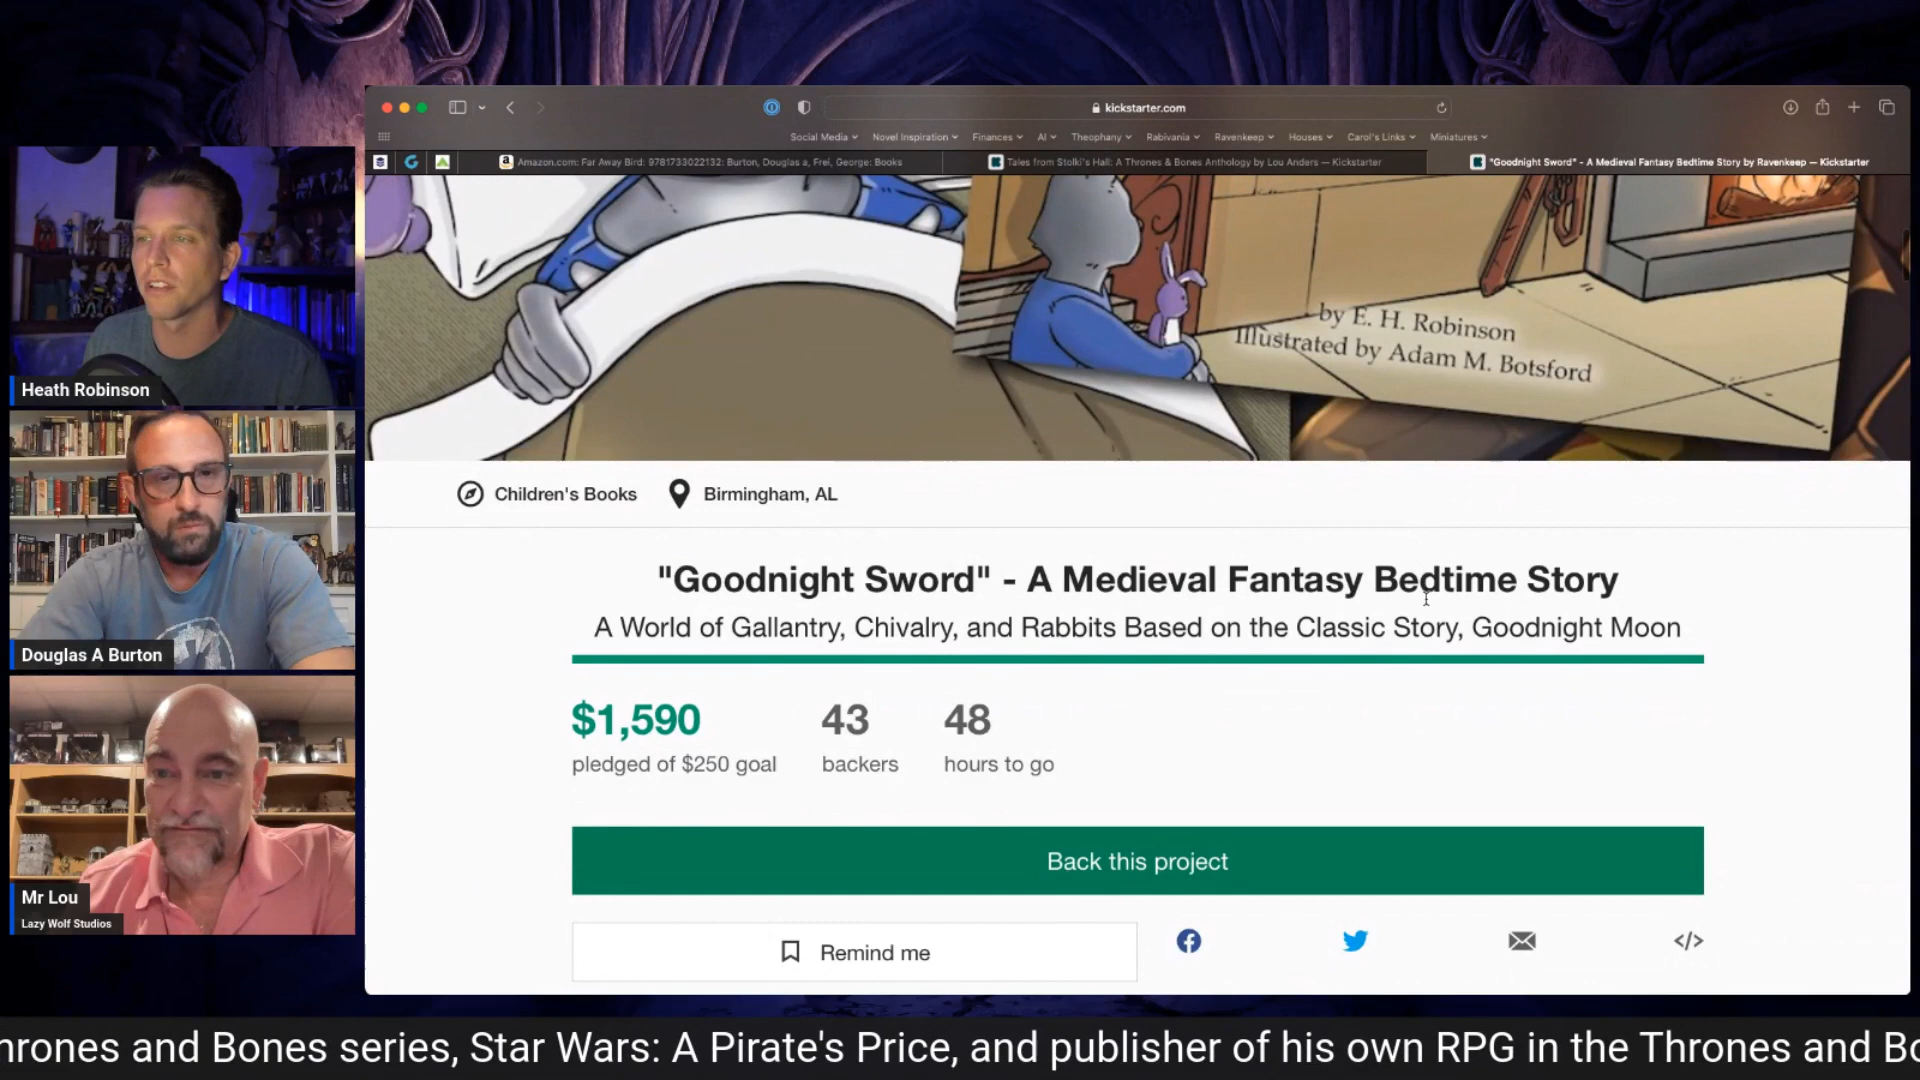 kickstarter.com
Social Media
Novel Inspiration
Finances
AI
Theophany
Rabivania
Ravenkeep
Houses
Carol's Links
Miniatures
Amazon.com: Far Away Bird: 9781733022132: Burton, Douglas a, Frei, George: Books
Tales from Stolki's Hall: A Thrones & Bones Anthology by Lou Anders — Kickstarter
"Goodnight Sword" - A Medieval Fantasy Bedtime Story by Ravenkeep — Kickstarter
by E. H. Robinson
Illustrated by Adam M. Botsford
Heath Robinson
Douglas A Burton
Mr Lou
Lazy Wolf Studios
Children's Books
Birmingham, AL
"Goodnight Sword" - A Medieval Fantasy Bedtime Story
A World of Gallantry, Chivalry, and Rabbits Based on the Classic Story, Goodnight Moon
$1,590
pledged of $250 goal
43
backers
48
hours to go
Back this project
Remind me
hrones and Bones series, Star Wars: A Pirate's Price, and publisher of his own RPG in the Thrones and Bo